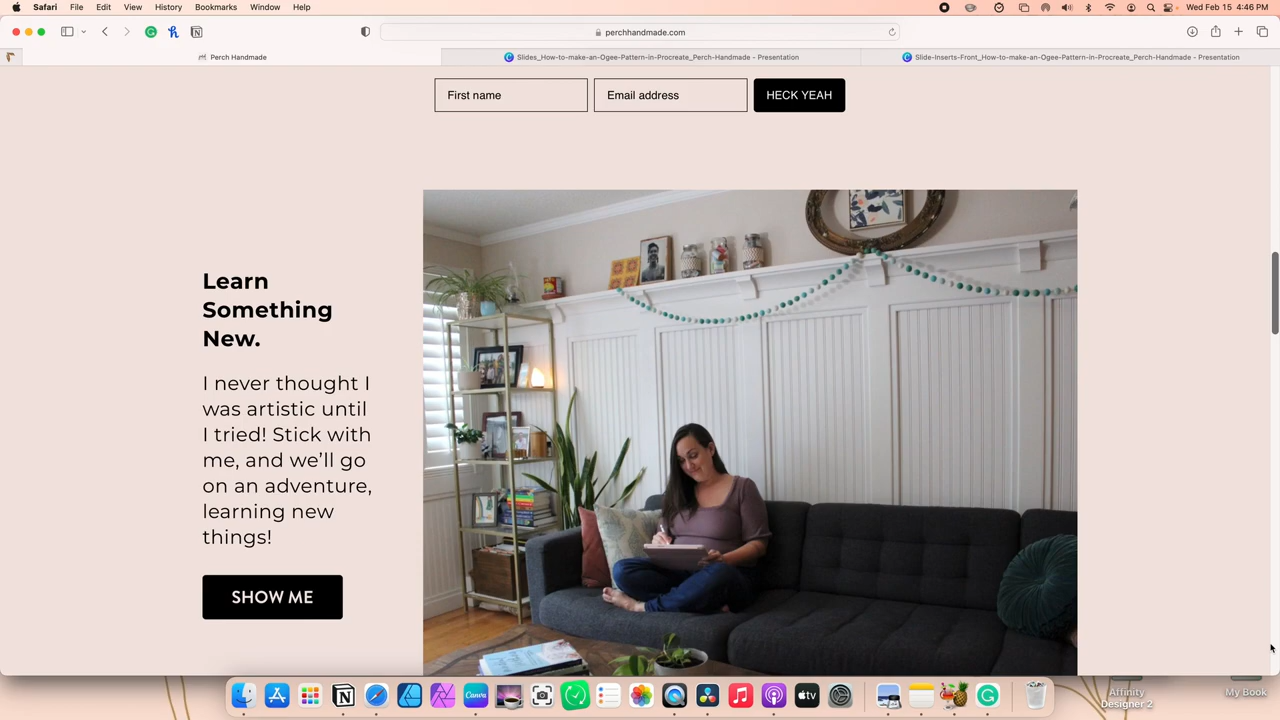 Safari File Edit View History Bookmarks Window Help Wed Feb 15 4:46 PM
perchhandmade.com
Perch Handmade Slides_How-to-make-an-Ogee-Pattern-in-Procreate_Perch-Handmade - Presentation Slide-Inserts-Front_How-to-make-an-Ogee-Pattern-in-Procreate_Perch-Handmade - Presentation
First name Email address HECK YEAH
Learn
Something
New.
I never thought I
was artistic until
I tried! Stick with
me, and we’ll go
on an adventure,
learning new
things!
SHOW ME
Canva
tv
Affinity
Designer 2
My Book